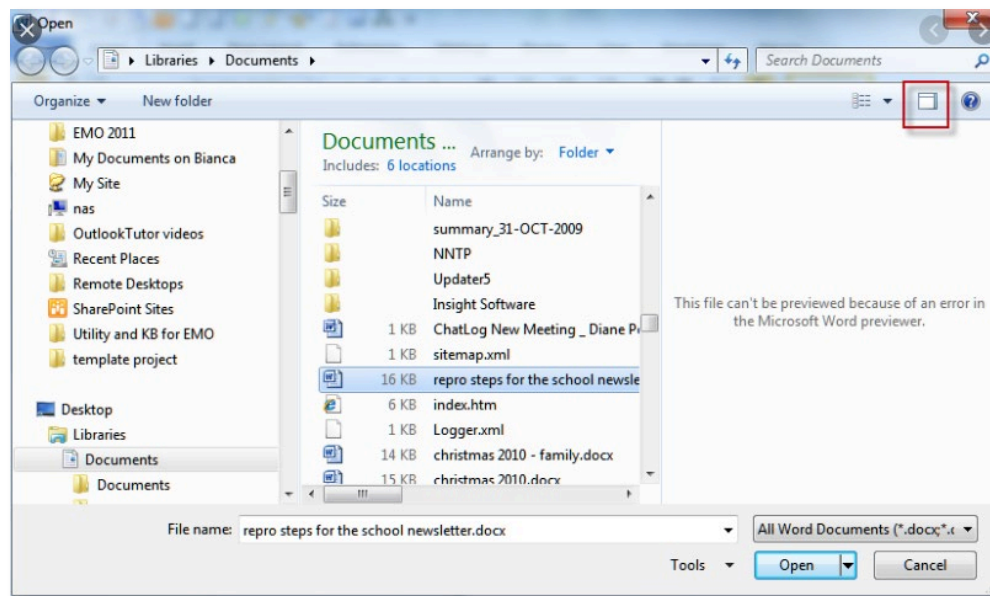 Open
Libraries ▸ Documents ▸
Search Documents
Organize ▾ New folder
EMO 2011
My Documents on Bianca
My Site
nas
OutlookTutor videos
Recent Places
Remote Desktops
SharePoint Sites
Utility and KB for EMO
template project
Desktop
Libraries
Documents
Documents
Documents ...
Arrange by: Folder ▾
Includes: 6 locations
Size Name
summary_31-OCT-2009
NNTP
Updater5
Insight Software
1 KB ChatLog New Meeting _ Diane P
1 KB sitemap.xml
16 KB repro steps for the school newsle
6 KB index.htm
1 KB Logger.xml
14 KB christmas 2010 - family.docx
15 KB christmas 2010.docx
This file can't be previewed because of an error in
the Microsoft Word previewer.
File name: repro steps for the school newsletter.docx
All Word Documents (*.docx;*.
Tools ▾ Open Cancel